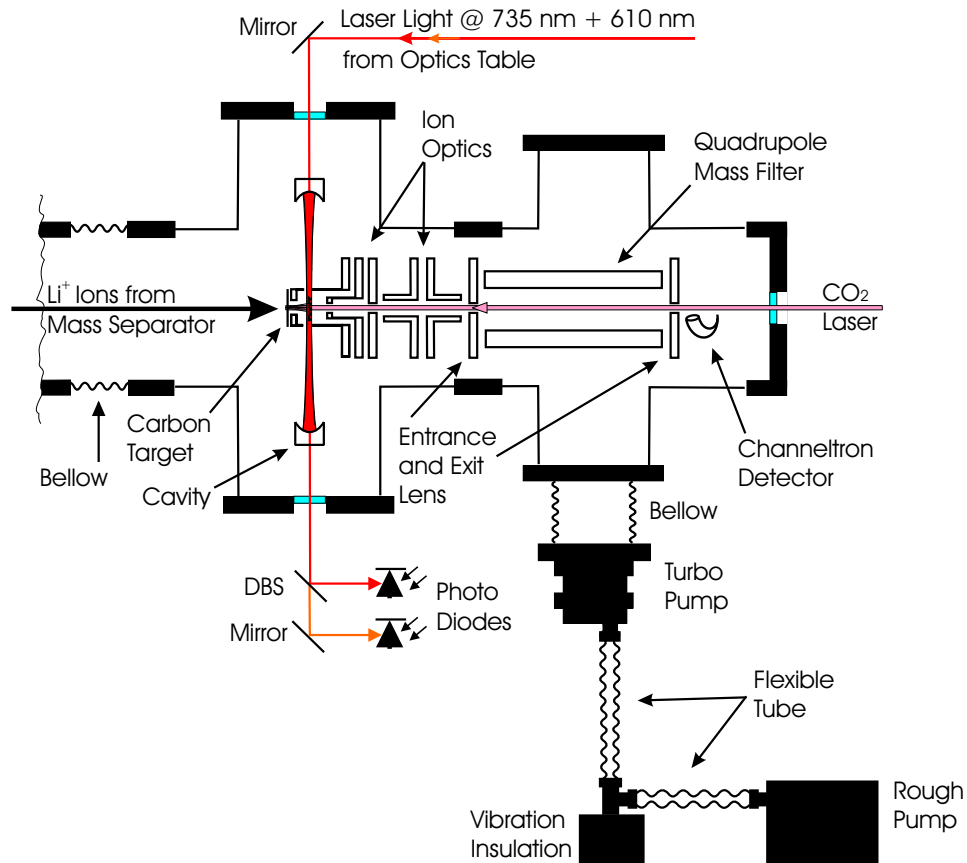 Mirror
Laser Light @ 735 nm + 610 nm
from Optics Table
Ion
Optics
Quadrupole
Mass Filter
Li⁺ Ions from
Mass Separator
CO₂
Laser
Carbon
Target
Bellow
Cavity
Entrance
and Exit
Lens
Channeltron
Detector
Bellow
DBS
Photo
Diodes
Mirror
Turbo
Pump
Flexible
Tube
Vibration
Insulation
Rough
Pump